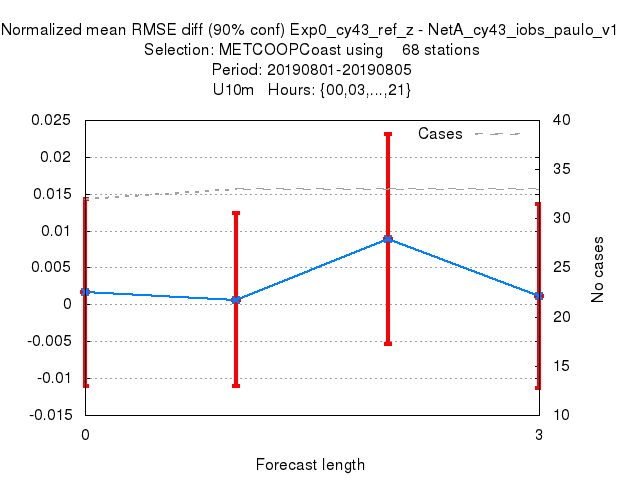 Normalized mean RMSE diff (90% conf) Exp0_cy43_ref_z - NetA_cy43_iobs_paulo_v1
Selection: METCOOPCoast using    68 stations
Period: 20190801-20190805
U10m   Hours: {00,03,...,21}
Cases
0.025
0.02
0.015
0.01
0.005
0
-0.005
-0.01
-0.015
40
35
30
25
20
15
10
No cases
0
3
Forecast length